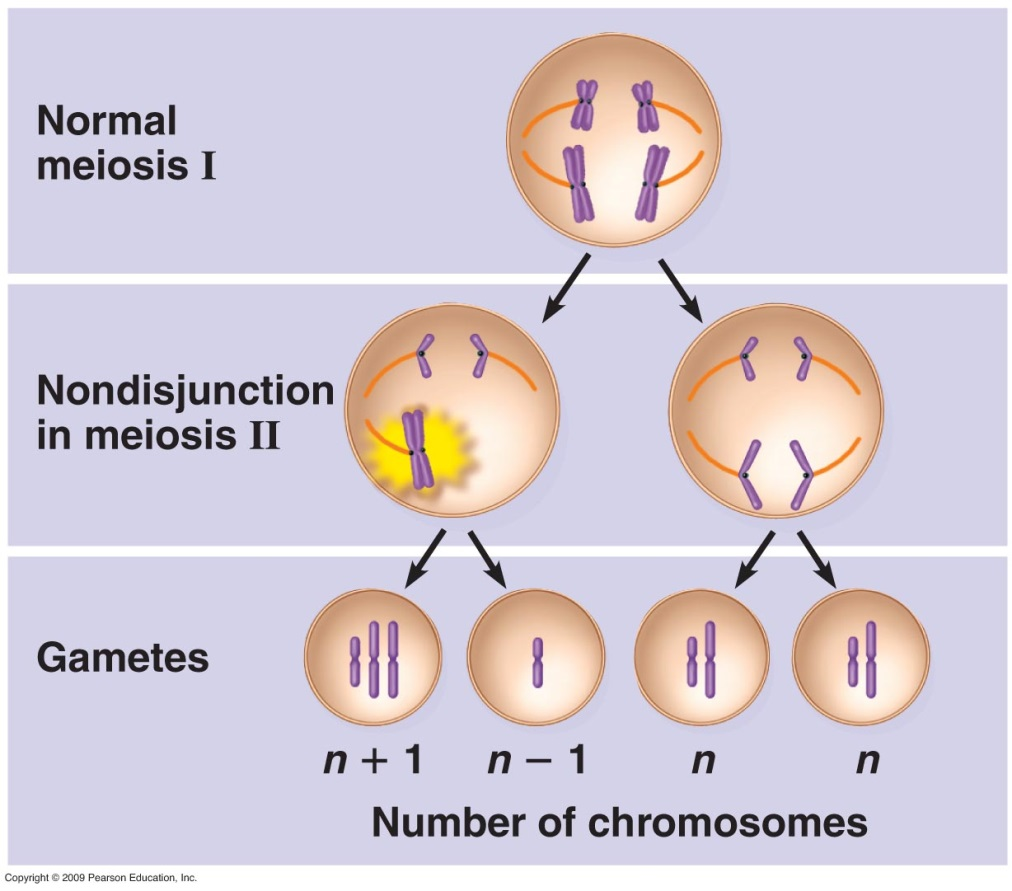 Normal
meiosis I
Nondisjunction
in meiosis II
Gametes
n + 1
n − 1
n
n
Number of chromosomes
Copyright © 2009 Pearson Education, Inc.